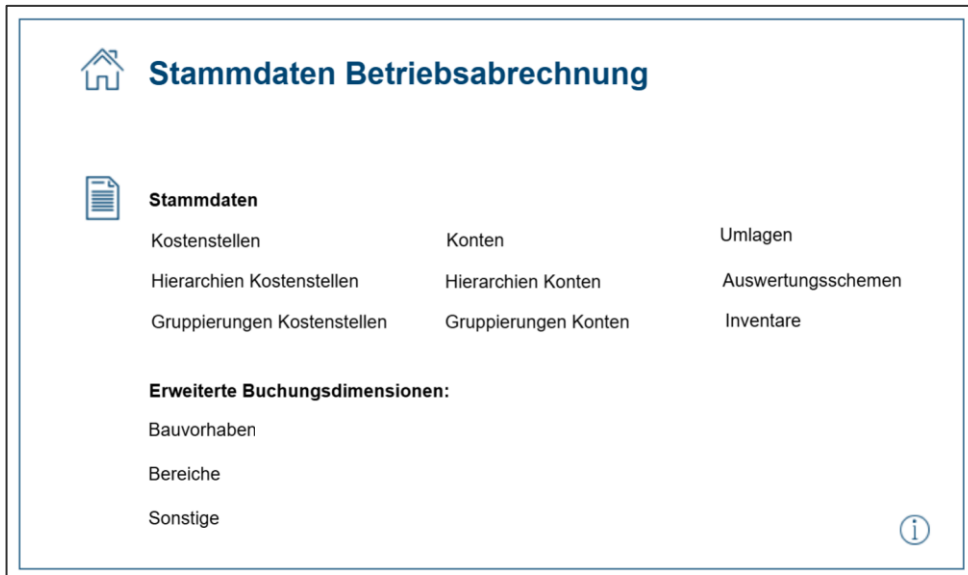 Stammdaten Betriebsabrechnung
Stammdaten
Kostenstellen Konten Umlagen
Hierarchien Kostenstellen Hierarchien Konten Auswertungsschemen
Gruppierungen Kostenstellen Gruppierungen Konten Inventare
Erweiterte Buchungsdimensionen:
Bauvorhaben
Bereiche
Sonstige